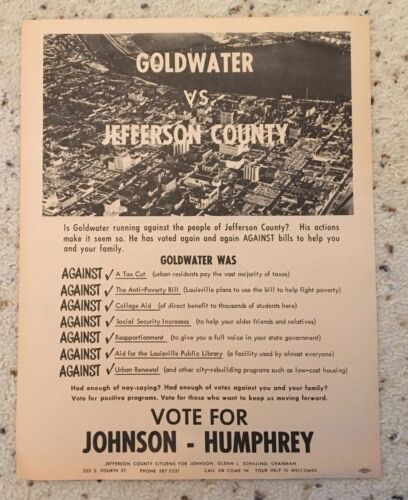 GOLDWATER
VS.
JEFFERSON COUNTY
Is Goldwater running against the people of Jefferson County? His actions
make it seem so. He has voted again and again AGAINST bills to help you
and your family.
GOLDWATER WAS
AGAINST ✓ A Tax Cut (urban residents pay the vast majority of taxes)
AGAINST ✓ The Anti-Poverty Bill (Louisville plans to use the bill to help fight poverty)
AGAINST ✓ College Aid (of direct benefit to thousands of students here)
AGAINST ✓ Social Security Increases (to help your older friends and relatives)
AGAINST ✓ Reapportionment (to give you a full voice in your state government)
AGAINST ✓ Aid for the Louisville Public Library (a facility used by almost everyone)
AGAINST ✓ Urban Renewal (and other city-rebuilding programs such as low-cost housing)
Had enough of nay-saying? Had enough of votes against you and your family?
Vote for positive programs. Vote for those who want to keep us moving forward.
VOTE FOR
JOHNSON - HUMPHREY
JEFFERSON COUNTY CITIZENS FOR JOHNSON, GLENN L. SCHILLING; CHAIRMAN
332 S. FOURTH ST. PHONE 587-0321 CALL OR COME IN YOUR HELP IS WELCOMED